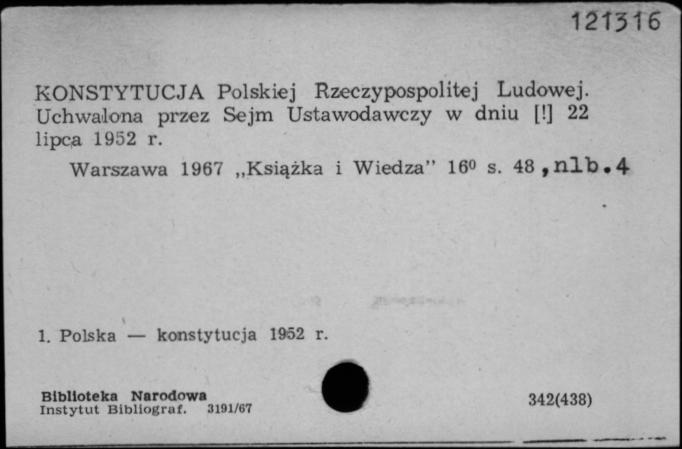 121316
KONSTYTUCJA Polskiej Rzeczypospolitej Ludowej.
Uchwalona przez Sejm Ustawodawczy w dniu [!] 22
lipca 1952 r.
Warszawa 1967 „Książka i Wiedza” 16⁰ s. 48, nlb. 4
1. Polska — konstytucja 1952 r.
Biblioteka Narodowa
Instytut Bibliograf. 3191/67
342(438)